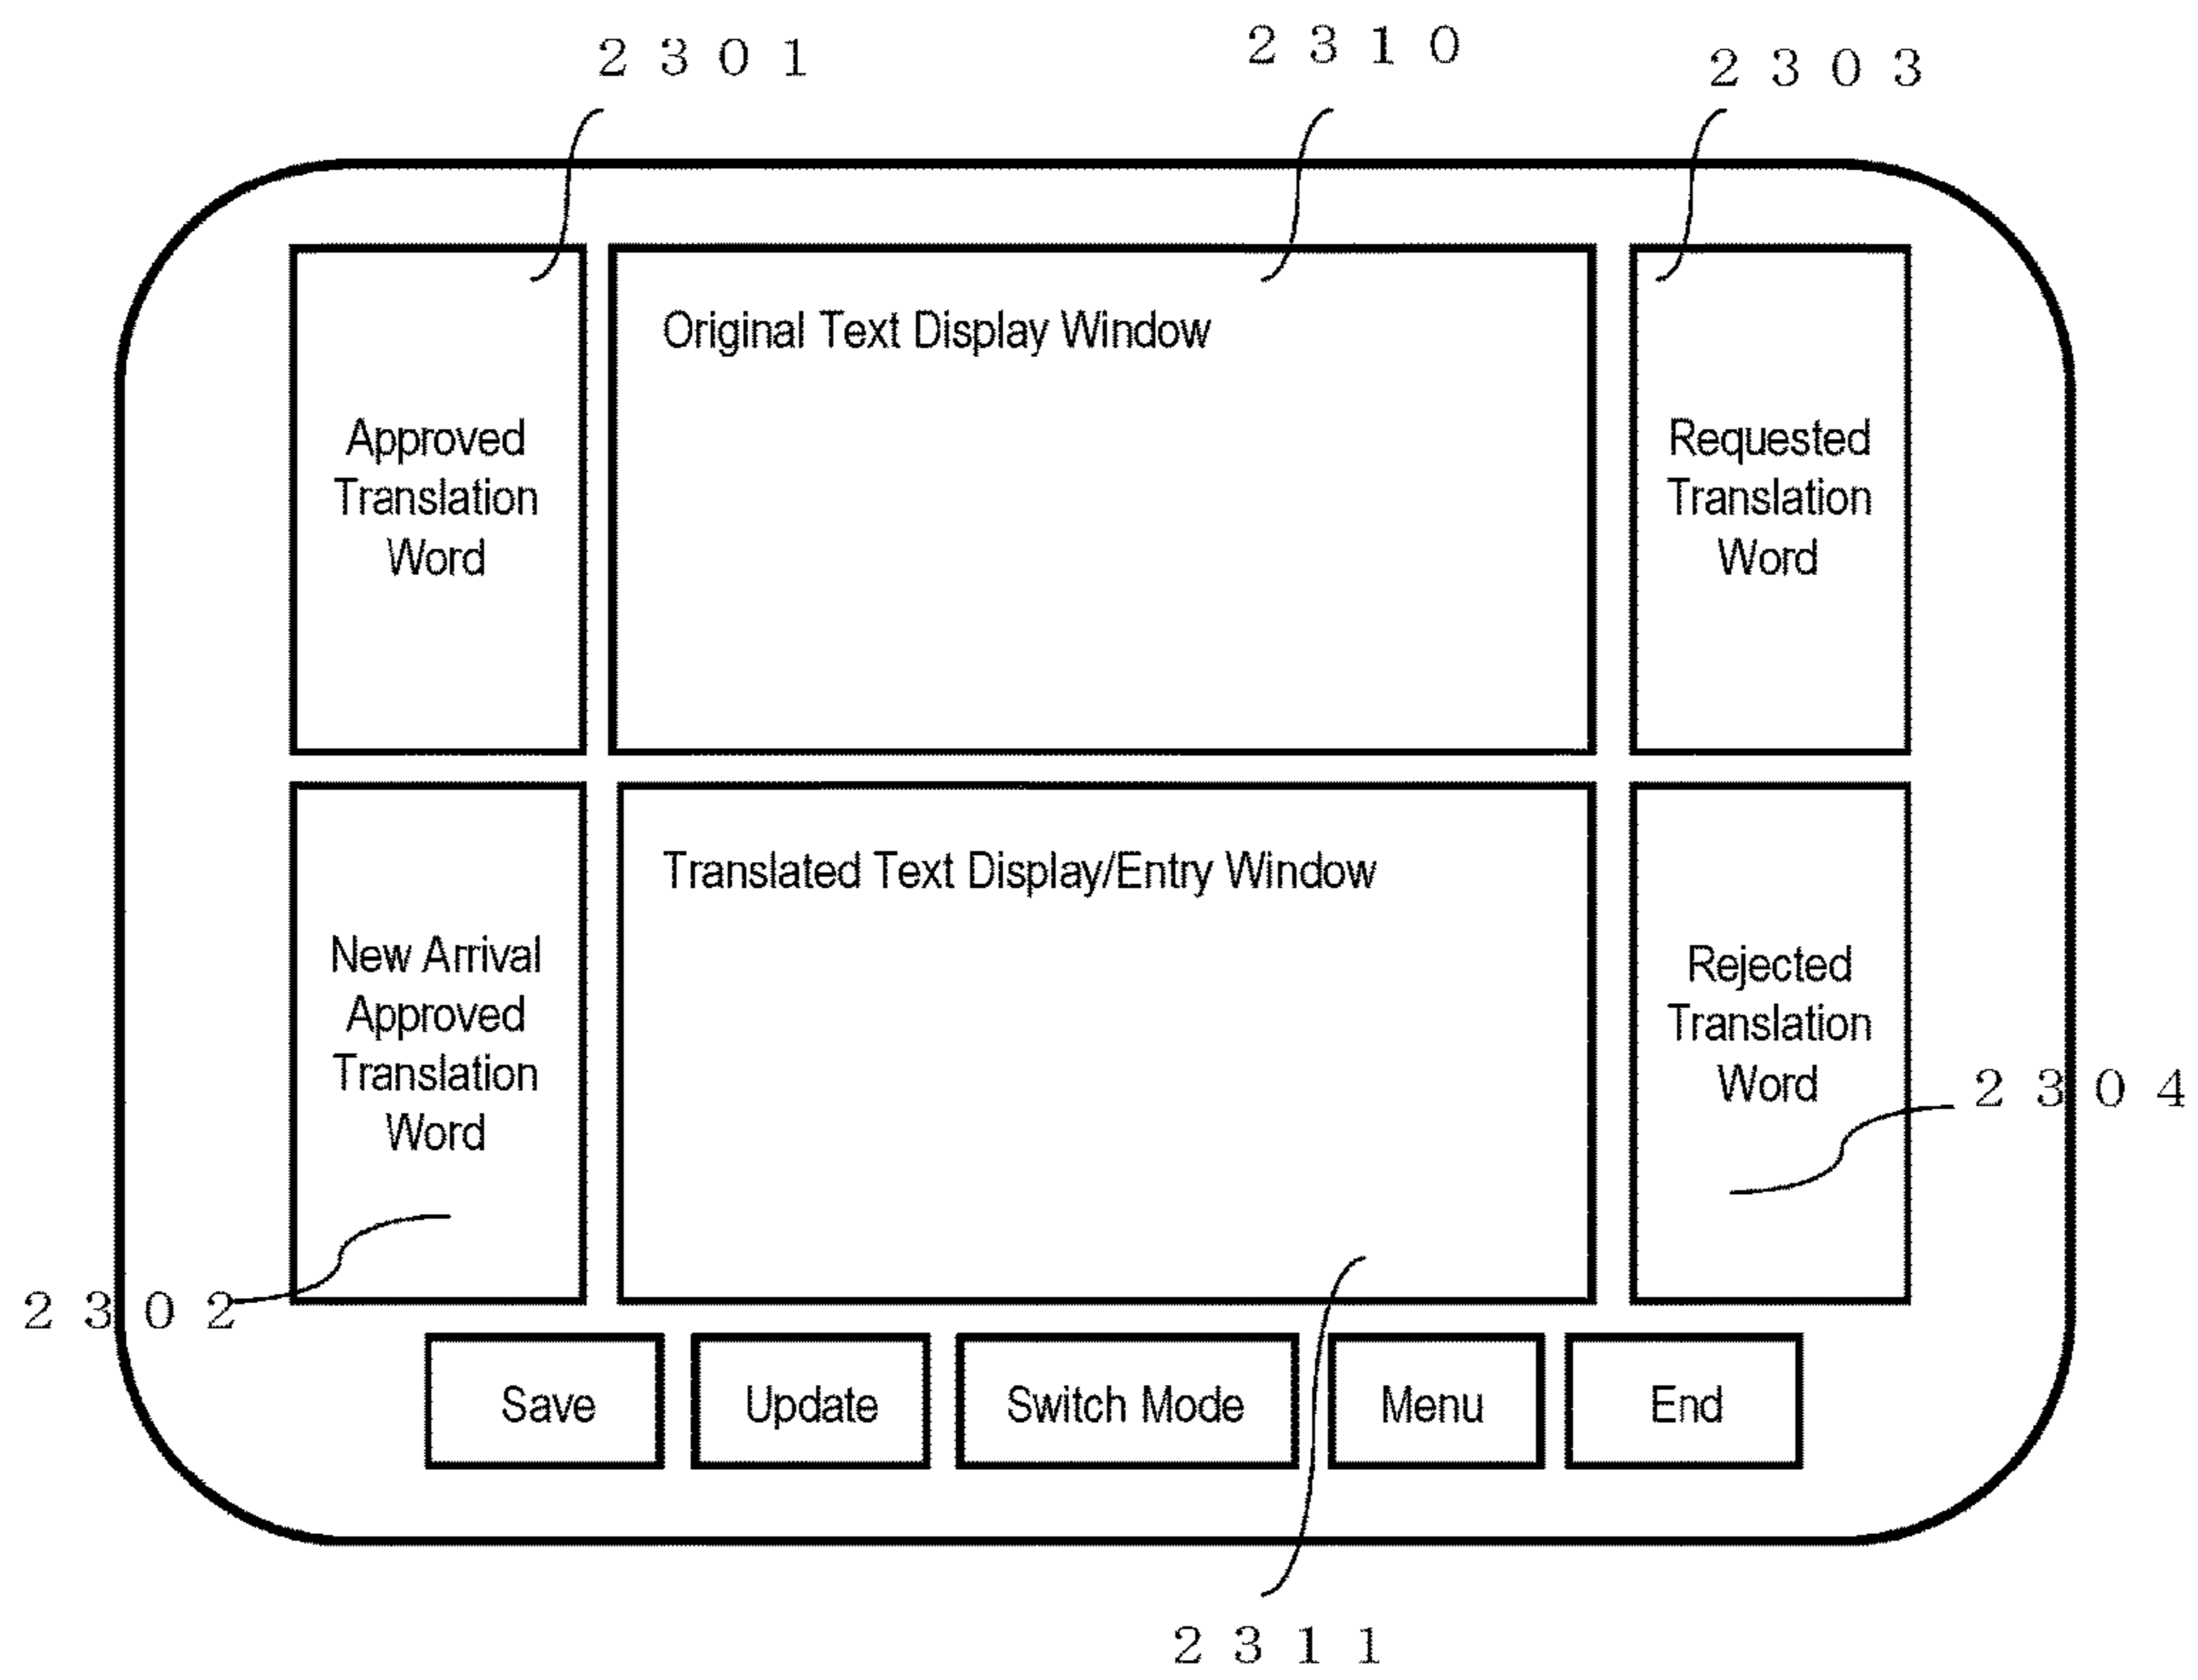 2301
2310
2303
Approved
Translation
Word
Original Text Display Window
Requested
Translation
Word
New Arrival
Approved
Translation
Word
Translated Text Display/Entry Window
Rejected
Translation
Word
2304
2302
Save
Update
Switch Mode
Menu
End
2311